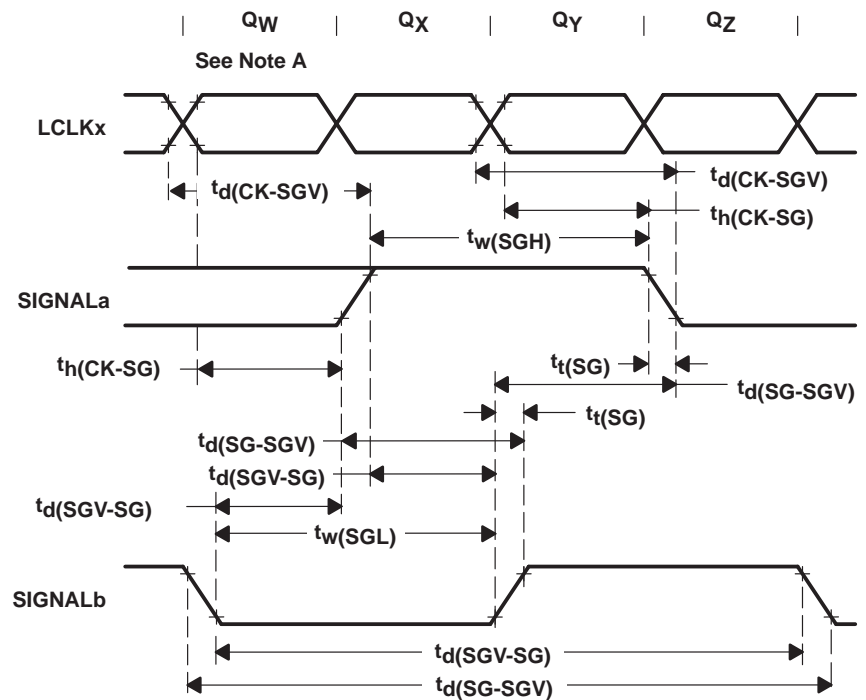 QW QX QY QZ
See Note A
LCLKx
td(CK-SGV) td(CK-SGV)
th(CK-SG)
tw(SGH)
SIGNALa
th(CK-SG) tt(SG)
td(SG-SGV)
tt(SG)
td(SG-SGV)
td(SGV-SG)
td(SGV-SG)
tw(SGL)
SIGNALb
td(SGV-SG)
td(SG-SGV)